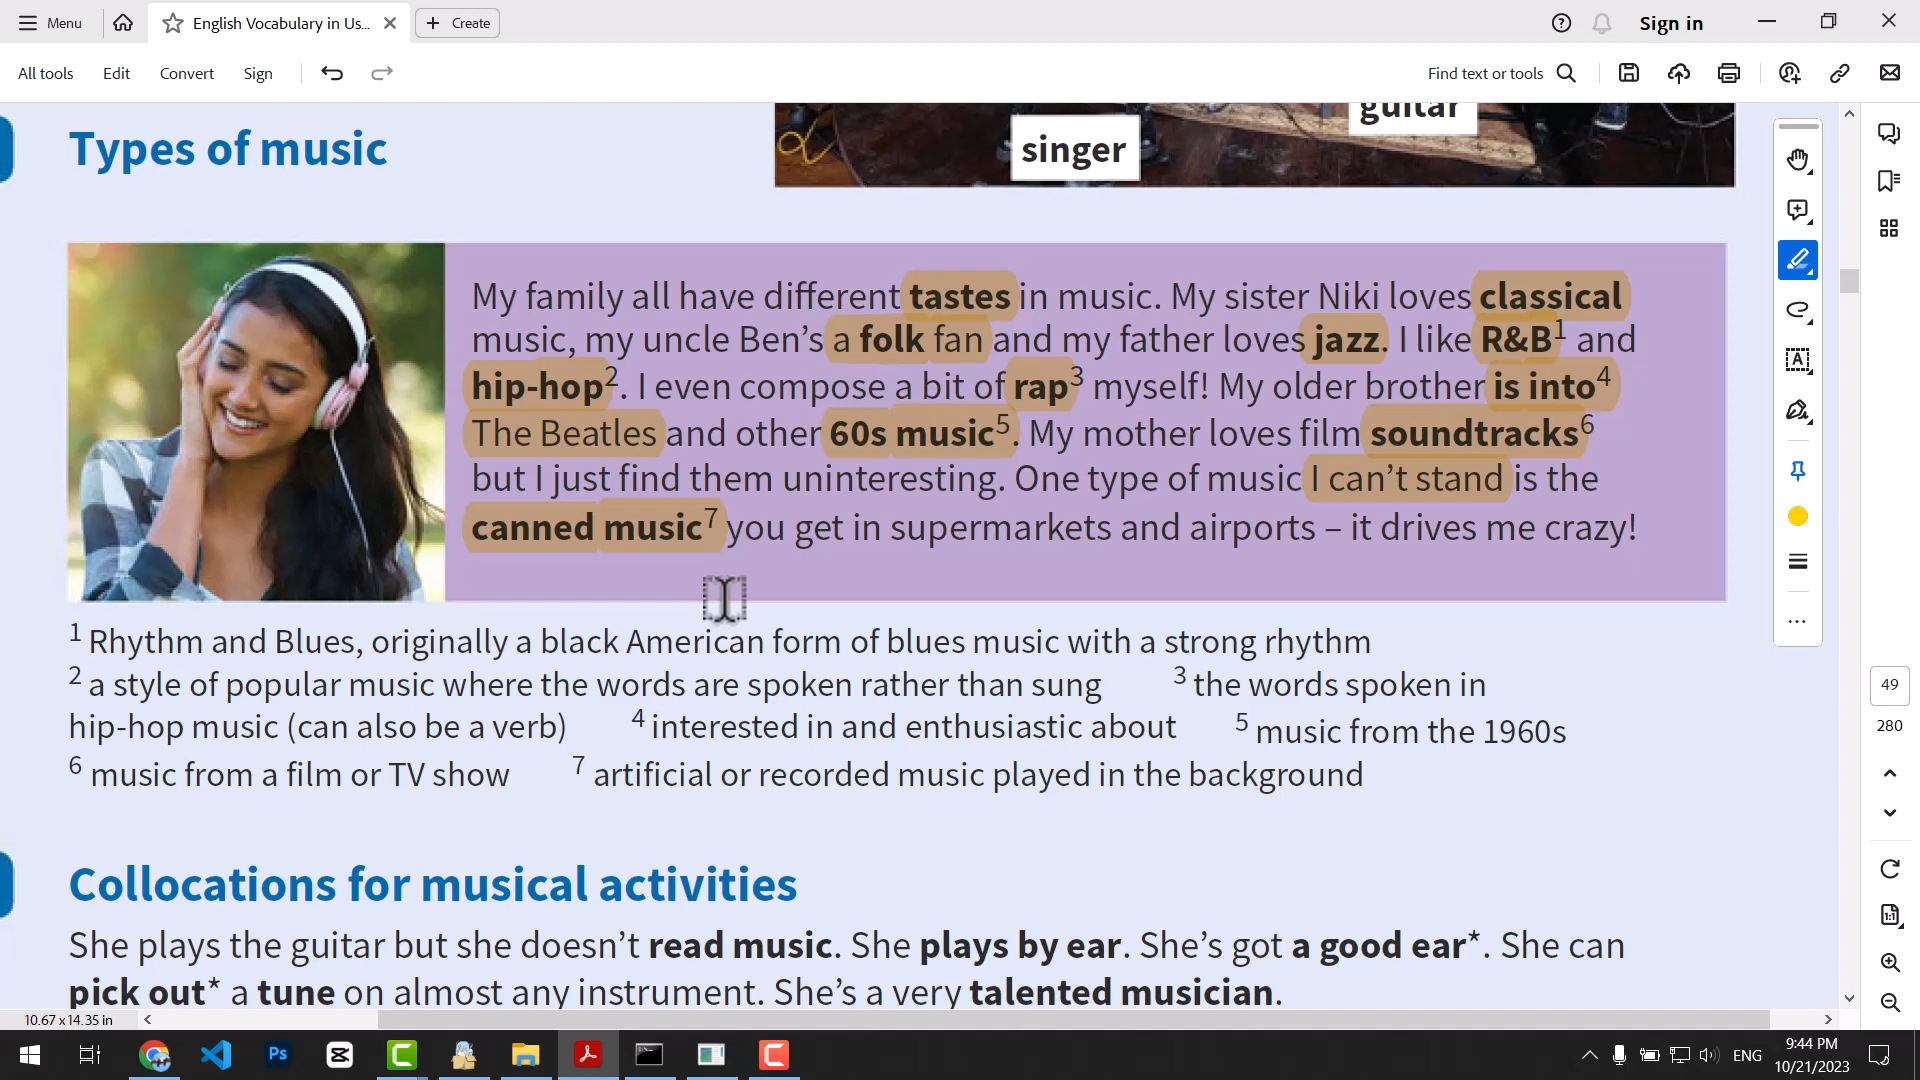 Menu
English Vocabulary in Us...
Create
Sign in
All tools
Edit
Convert
Sign
Find text or tools
guitar
singer
Types of music
My family all have different tastes in music. My sister Niki loves classical
music, my uncle Ben's a folk fan and my father loves jazz. I like R&B1 and
hip-hop2. I even compose a bit of rap3 myself! My older brother is into4
The Beatles and other 60s music5. My mother loves film soundtracks6
but I just find them uninteresting. One type of music I can't stand is the
canned music7 you get in supermarkets and airports – it drives me crazy!
1 Rhythm and Blues, originally a black American form of blues music with a strong rhythm
2 a style of popular music where the words are spoken rather than sung 3 the words spoken in
hip-hop music (can also be a verb) 4 interested in and enthusiastic about 5 music from the 1960s
6 music from a film or TV show 7 artificial or recorded music played in the background
Collocations for musical activities
She plays the guitar but she doesn't read music. She plays by ear. She's got a good ear*. She can
pick out* a tune on almost any instrument. She's a very talented musician.
49
280
10.67 x 14.35 in
ENG
9:44 PM
10/21/2023